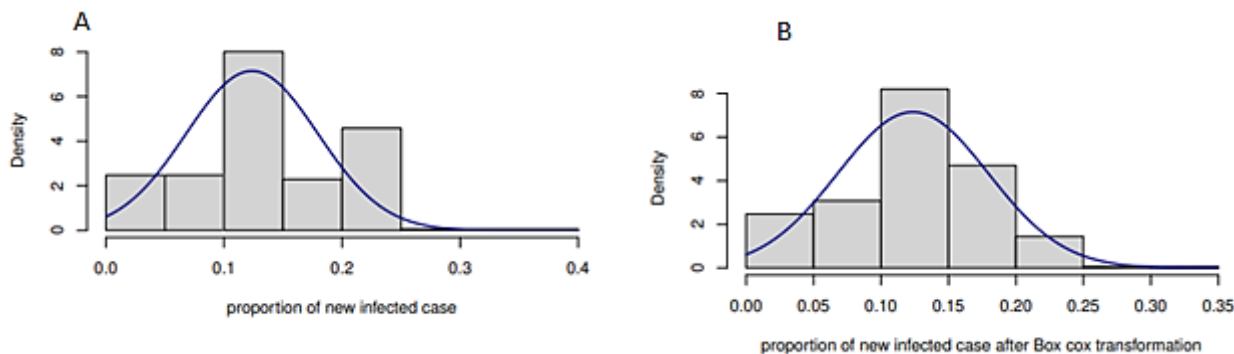 A
Density
0 2 4 6 8
0.0 0.1 0.2 0.3 0.4
proportion of new infected case
B
Density
0 2 4 6 8
0.00 0.05 0.10 0.15 0.20 0.25 0.30 0.35
proportion of new infected case after Box cox transformation